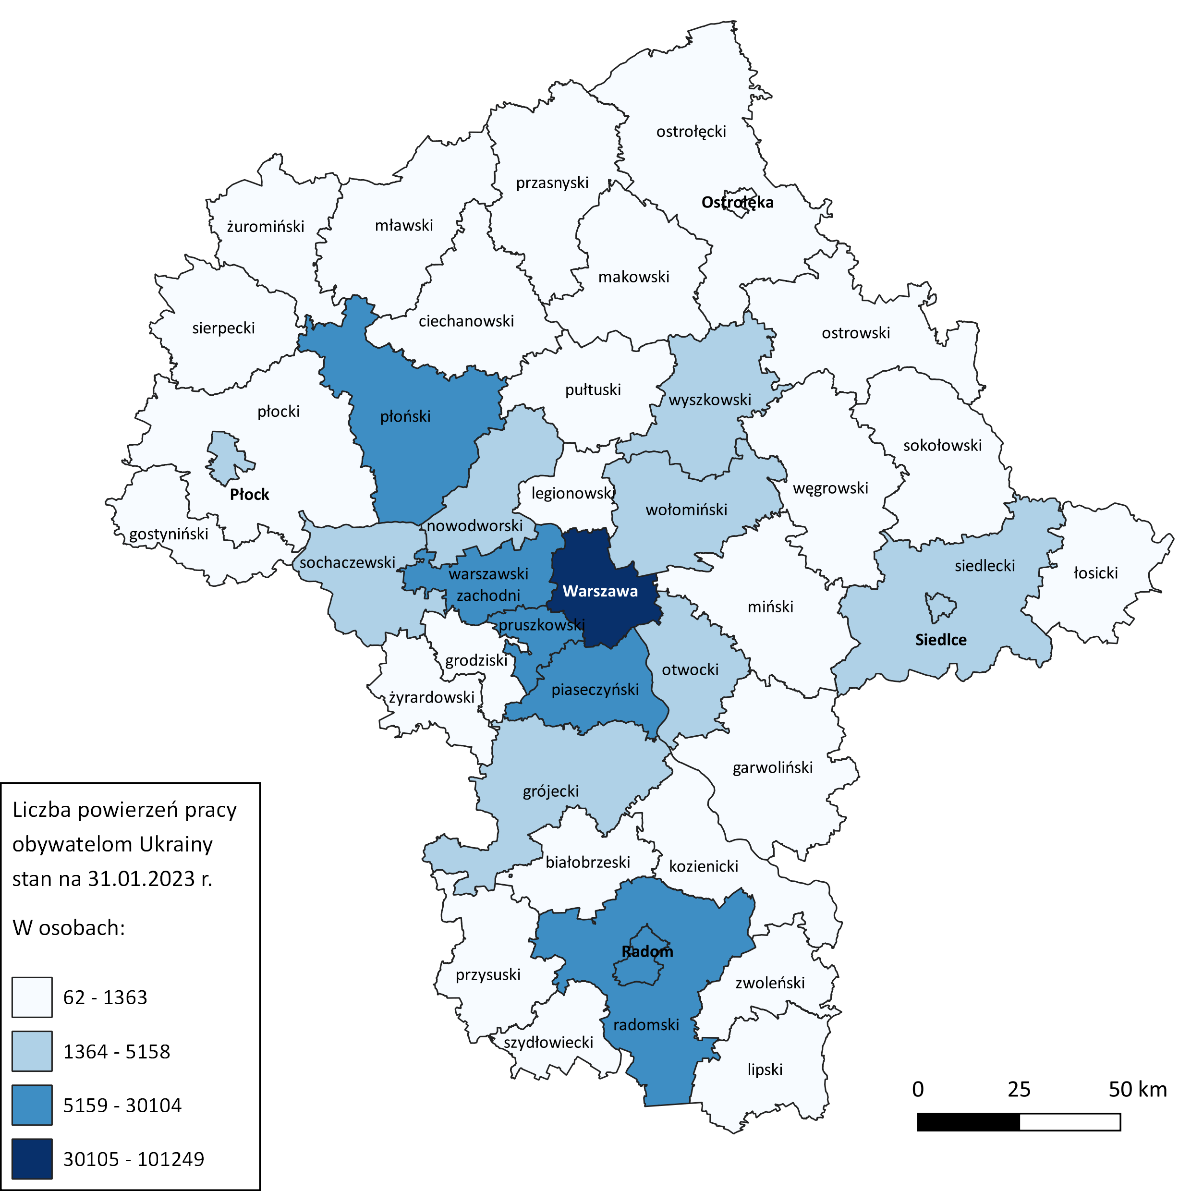 ostrołęcki
przasnyski
Ostrołęka
żuromiński
mławski
makowski
ciechanowski
sierpecki
ostrowski
pułtuski
wyszkowski
płocki
płoński
sokołowski
węgrowski
Płock
legionowski
wołomiński
nowodworski
gostyniński
sochaczewski
siedlecki
łosicki
warszawski
zachodni
Warszawa
miński
pruszkowski
Siedlce
grodziski
otwocki
piaseczyński
żyrardowski
garwoliński
grójecki
białobrzeski
kozienicki
Radom
przysuski
zwoleński
radomski
szydłowiecki
lipski
Liczba powierzeń pracy
obywatelom Ukrainy
stan na 31.01.2023 r.
W osobach:
62 - 1363
1364 - 5158
5159 - 30104
30105 - 101249
0 25 50 km